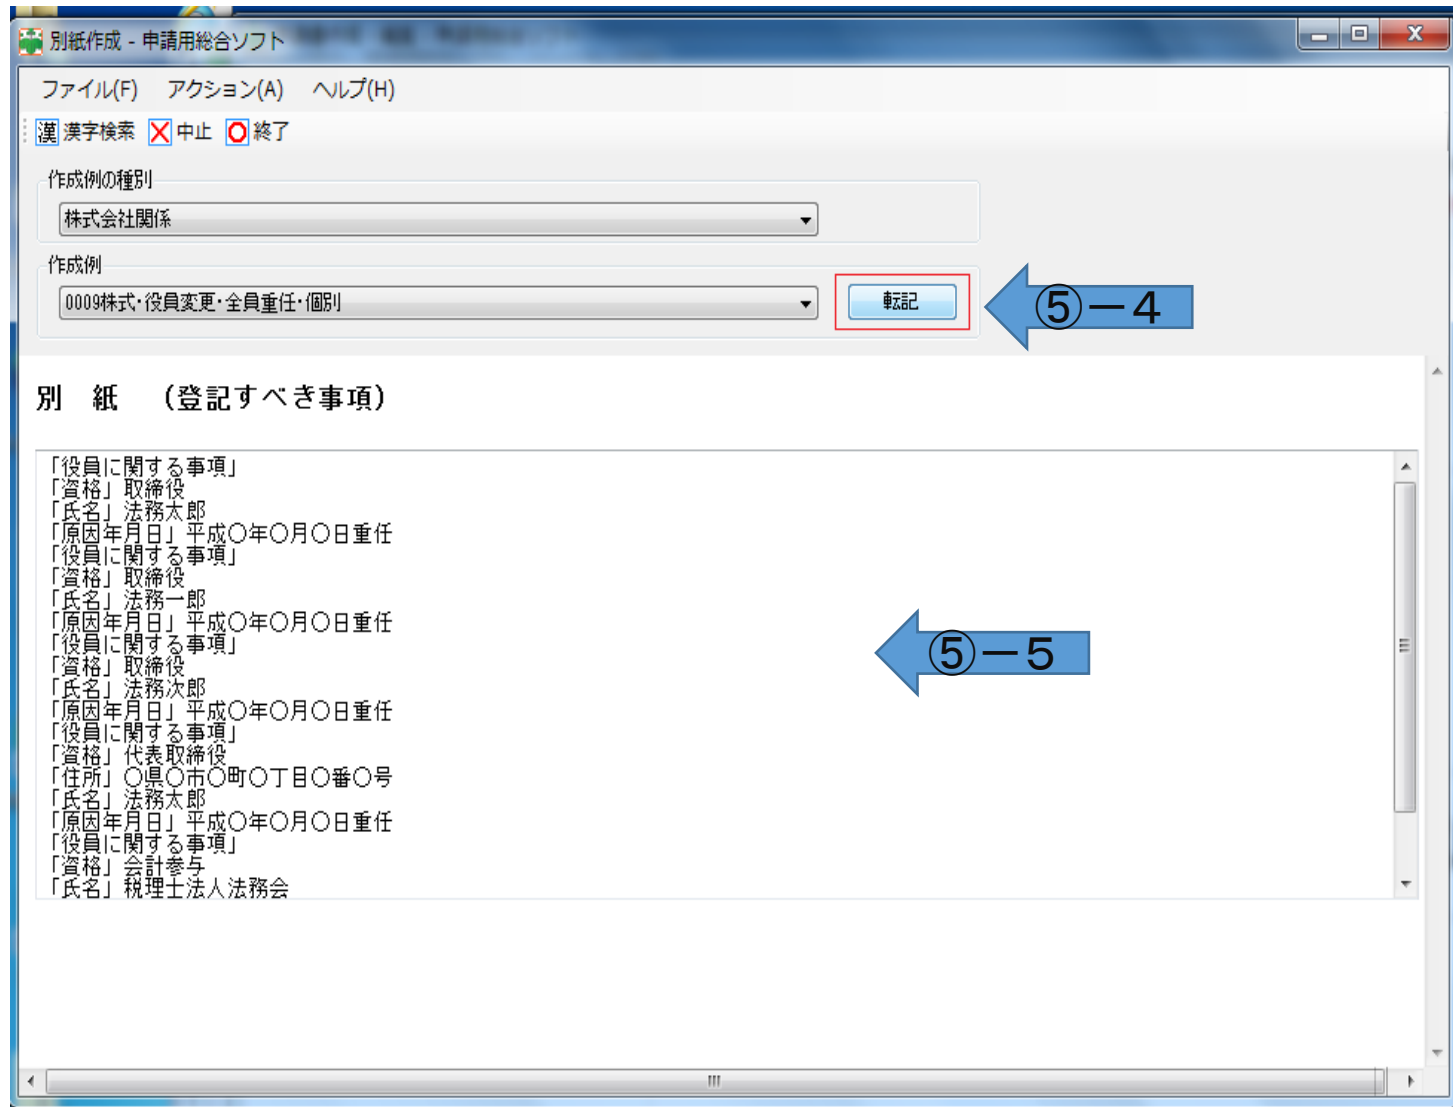 別紙作成 - 申請用総合ソフト
ファイル(F) アクション(A) ヘルプ(H)
漢 漢字検索 中止 終了
作成例の種別
株式会社関係
作成例
0009株式・役員変更・全員重任・個別
転記
⑤－４
別 紙 （登記すべき事項）
「役員に関する事項」
「資格」取締役
「氏名」法務太郎
「原因年月日」平成○年○月○日重任
「役員に関する事項」
「資格」取締役
「氏名」法務一郎
「原因年月日」平成○年○月○日重任
「役員に関する事項」
「資格」取締役
「氏名」法務次郎
「原因年月日」平成○年○月○日重任
「役員に関する事項」
「資格」代表取締役
「住所」○県○市○町○丁目○番○号
「氏名」法務太郎
「原因年月日」平成○年○月○日重任
「役員に関する事項」
「資格」会計参与
「氏名」税理士法人法務会
⑤－５